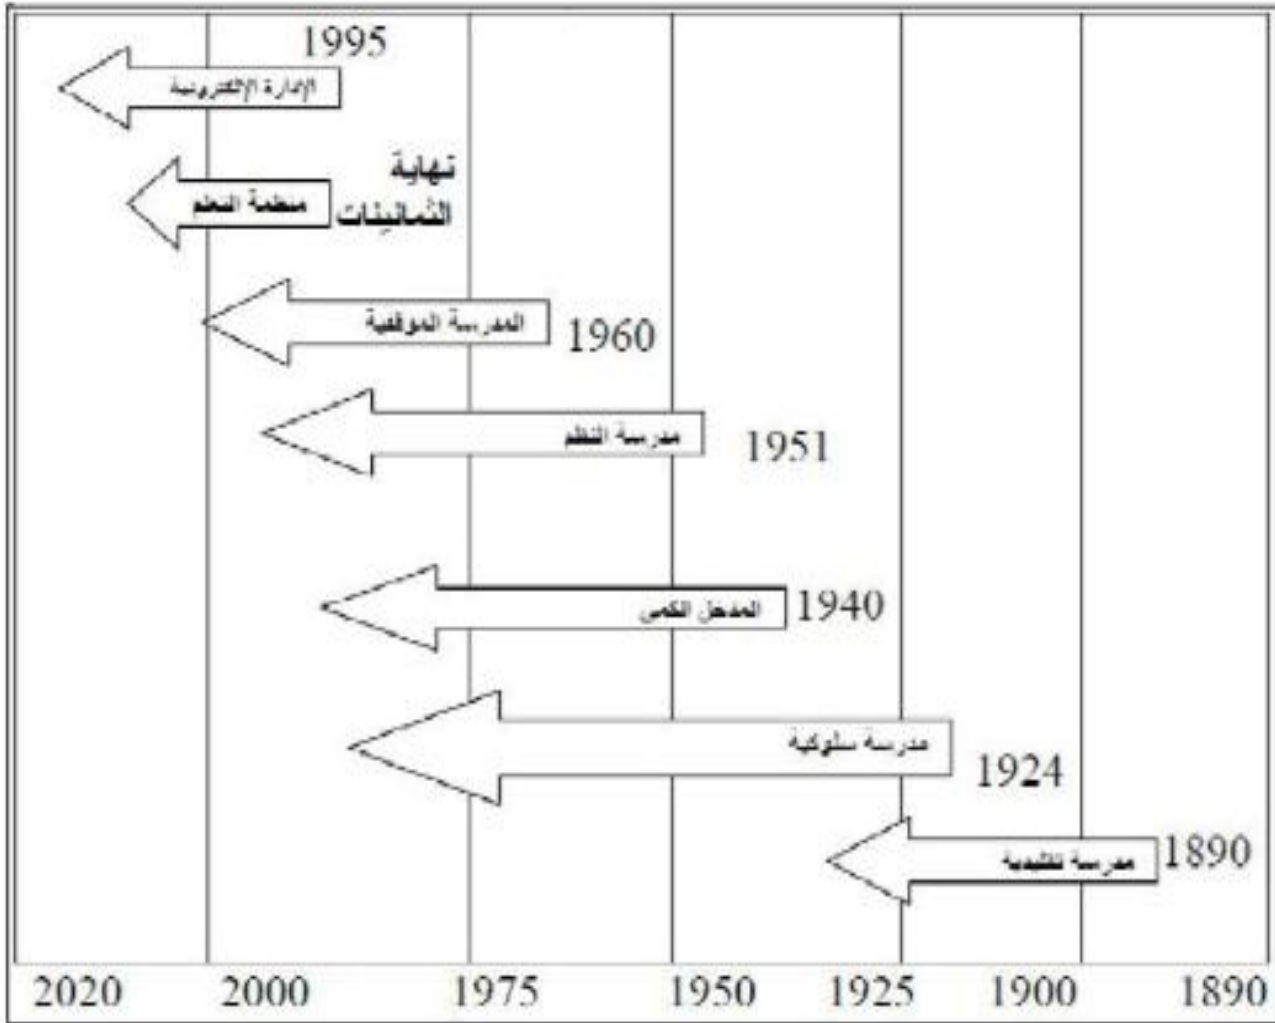 1995
الإدارة الإلكترونية
نهاية
الثمانينات
منظمة التعلم
1960
المدرسة الموقفية
1951
مدرسة النظم
1940
المدخل الكمى
1924
مدرسة سلوكية
1890
مدرسة تقليدية
2020 2000 1975 1950 1925 1900 1890